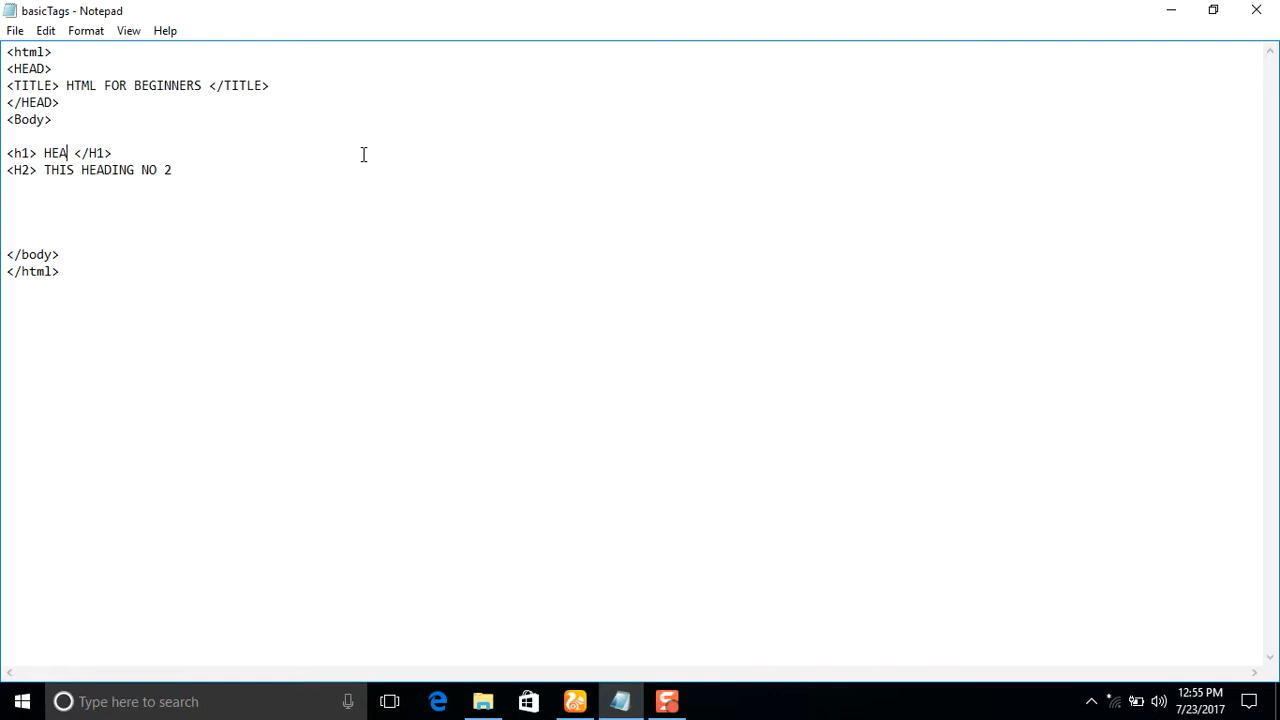 basicTags - Notepad
File Edit Format View Help
<html>
<HEAD>
<TITLE> HTML FOR BEGINNERS </TITLE>
</HEAD>
<Body>
<h1> HEA </H1>
<H2> THIS HEADING NO 2
</body>
</html>
Type here to search
12:55 PM
7/23/2017